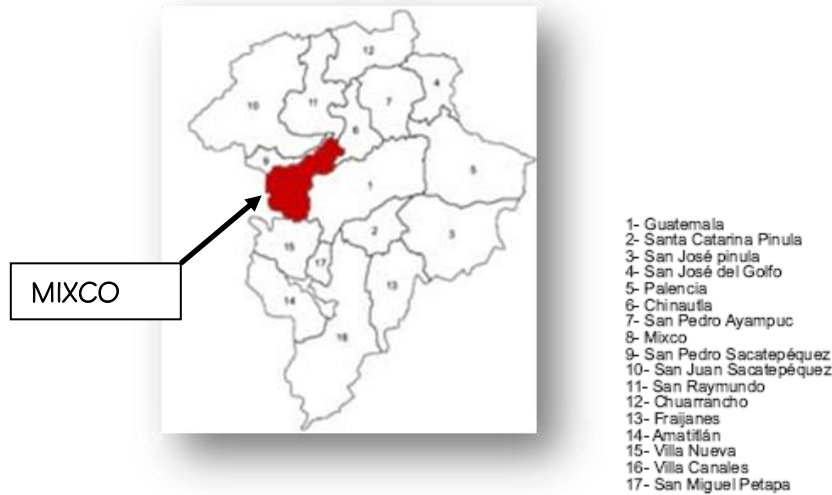 12
4
10
11
7
6
9
5
1
2
3
15
17
13
14
16
MIXCO
1- Guatemala
2- Santa Catarina Pinula
3- San José pinula
4- San José del Golfo
5- Palencia
6- Chinautla
7- San Pedro Ayampuc
8- Mixco
9- San Pedro Sacatepéquez
10- San Juan Sacatepéquez
11- San Raymundo
12- Chuarrancho
13- Fraijanes
14- Amatitlán
15- Villa Nueva
16- Villa Canales
17- San Miguel Petapa